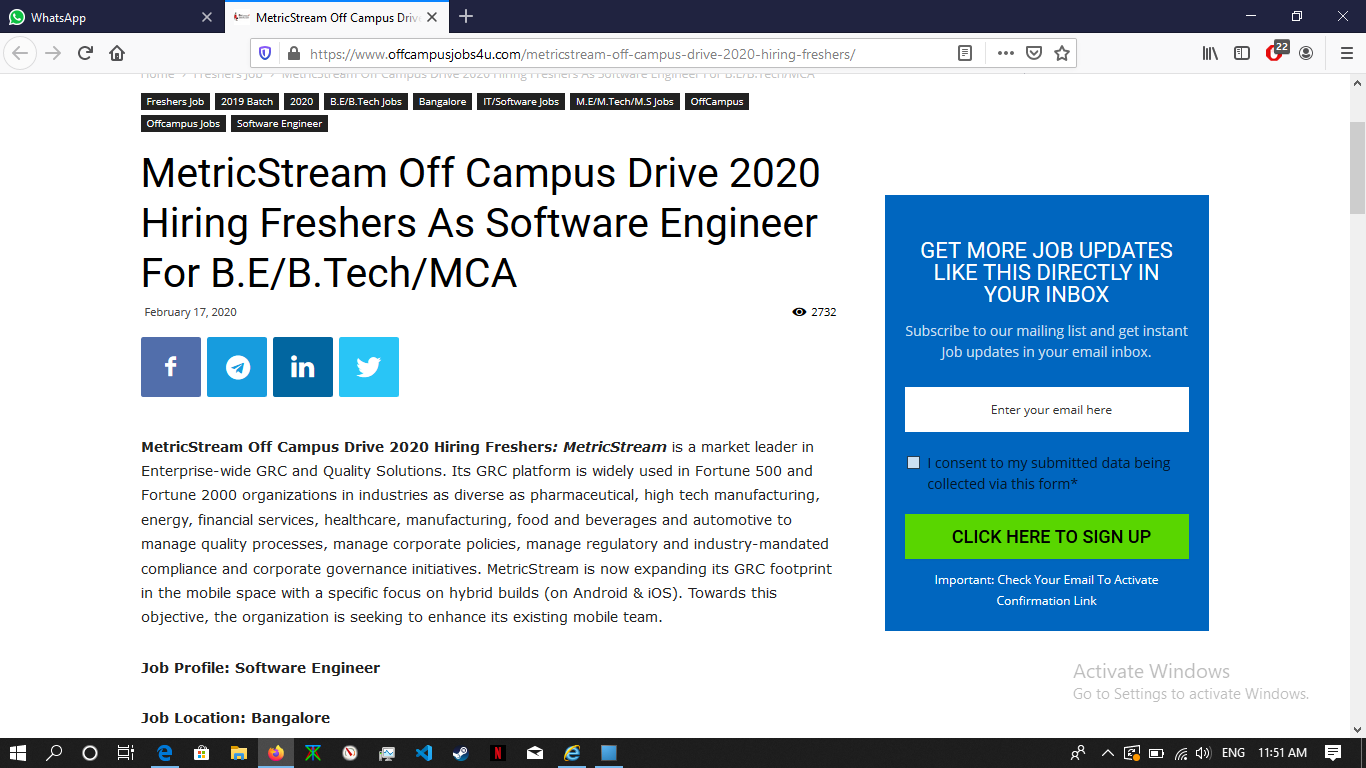 WhatsApp
MetricStream Off Campus Driv
https://www.offcampusjobs4u.com/metricstream-off-campus-drive-2020-hiring-freshers/
22
Home › Freshers Job › MetricStream Off Campus Drive 2020 Hiring Freshers As Software Engineer For B.E/B.Tech/MCA
Freshers Job 2019 Batch 2020 B.E/B.Tech Jobs Bangalore IT/Software Jobs M.E/M.Tech/M.S Jobs OffCampus
Offcampus Jobs Software Engineer
MetricStream Off Campus Drive 2020
Hiring Freshers As Software Engineer
For B.E/B.Tech/MCA
February 17, 2020 2732
MetricStream Off Campus Drive 2020 Hiring Freshers: MetricStream is a market leader in
Enterprise-wide GRC and Quality Solutions. Its GRC platform is widely used in Fortune 500 and
Fortune 2000 organizations in industries as diverse as pharmaceutical, high tech manufacturing,
energy, financial services, healthcare, manufacturing, food and beverages and automotive to
manage quality processes, manage corporate policies, manage regulatory and industry-mandated
compliance and corporate governance initiatives. MetricStream is now expanding its GRC footprint
in the mobile space with a specific focus on hybrid builds (on Android & iOS). Towards this
objective, the organization is seeking to enhance its existing mobile team.
Job Profile: Software Engineer
Job Location: Bangalore
GET MORE JOB UPDATES
LIKE THIS DIRECTLY IN
YOUR INBOX
Subscribe to our mailing list and get instant
Job updates in your email inbox.
Enter your email here
I consent to my submitted data being
collected via this form*
CLICK HERE TO SIGN UP
Important: Check Your Email To Activate
Confirmation Link
Activate Windows
Go to Settings to activate Windows.
ENG 11:51 AM